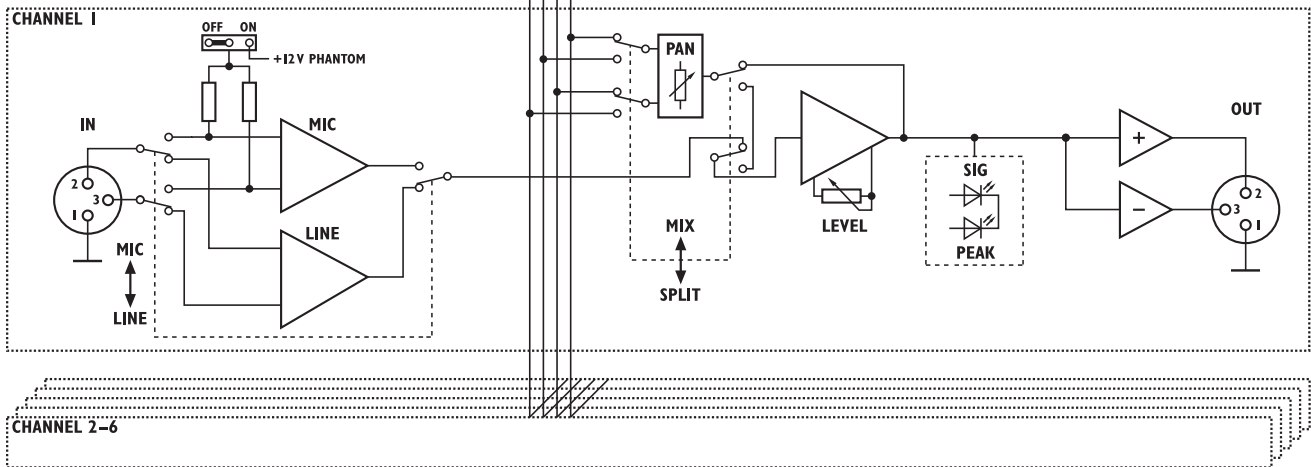 CHANNEL 1
OFF ON
+12V PHANTOM
IN
MIC
2
3
1
MIC
LINE
LINE
PAN
MIX
SPLIT
LEVEL
SIG
PEAK
+
−
OUT
2
3
1
CHANNEL 2–6